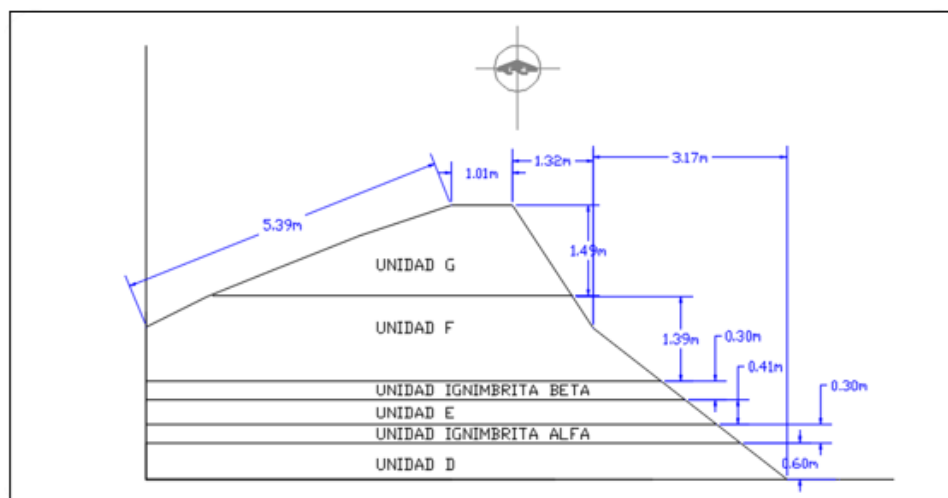 1.32m
3.17m
1.01m
5.39m
1.49m
UNIDAD G
UNIDAD F
1.39m
0.30m
0.41m
UNIDAD IGNIMBRITA BETA
0.30m
UNIDAD E
UNIDAD IGNIMBRITA ALFA
UNIDAD D
0.60m